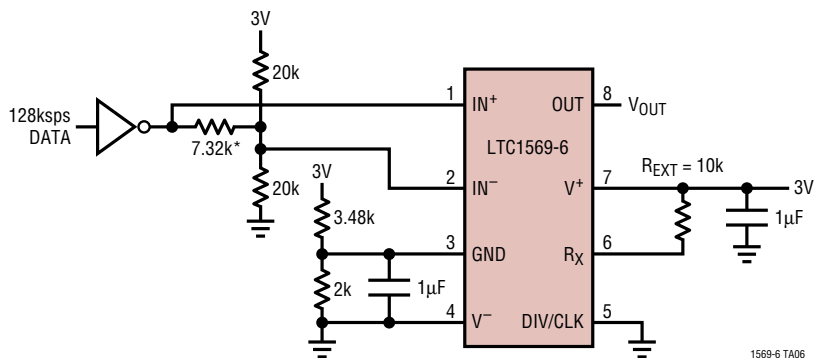 3V
20k
128ksps
DATA
7.32k*
20k
3V
3.48k
2k
1µF
1
IN+
2
IN−
3
GND
4
V−
LTC1569-6
OUT
8
VOUT
V+
7
REXT = 10k
3V
1µF
RX
6
DIV/CLK
5
1569-6 TA06